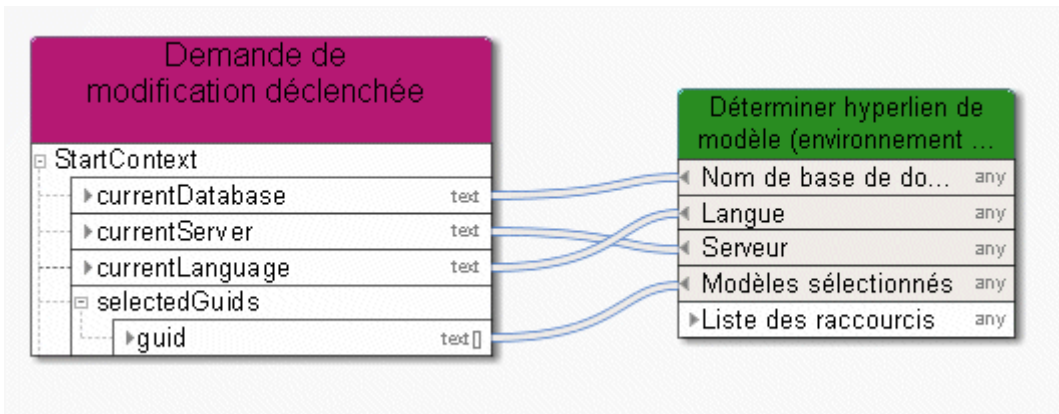 Demande de
modification déclenchée
StartContext
currentDatabase text
currentServer text
currentLanguage text
selectedGuids
guid text []
Déterminer hyperlien de
modèle (environnement ...
Nom de base de do... any
Langue any
Serveur any
Modèles sélectionnés any
Liste des raccourcis any